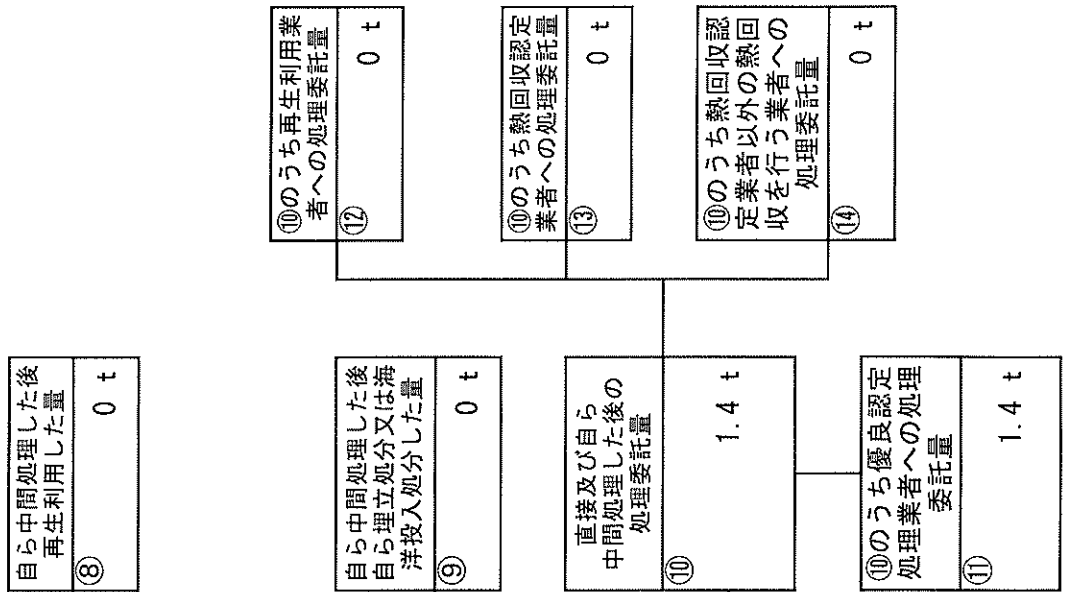 自ら中間処理した後
再生利用した量
⑧
0 t
自ら中間処理した後
自ら埋立処分又は海
洋投入処分した量
⑨
0 t
直接及び自ら
中間処理した後の
処理委託量
⑩
1.4 t
⑩のうち優良認定
処理業者への処理
委託量
⑪
1.4 t
⑩のうち再生利用業
者への処理委託量
⑫
0 t
⑩のうち熱回収認定
業者への処理委託量
⑬
0 t
⑩のうち熱回収認
定業者以外の熱回
収を行う業者への
処理委託量
⑭
0 t